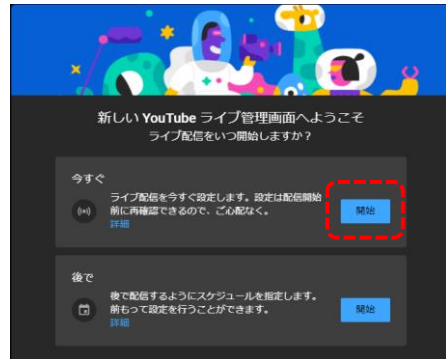 新しい YouTube ライブ管理画面へようこそ
ライブ配信をいつ開始しますか？
今すぐ
ライブ配信を今すぐ設定します。設定は配信開始
前に再確認できるので、ご心配なく。
詳細
開始
後で
後で配信するようにスケジュールを指定します。
前もって設定を行うことができます。
詳細
開始